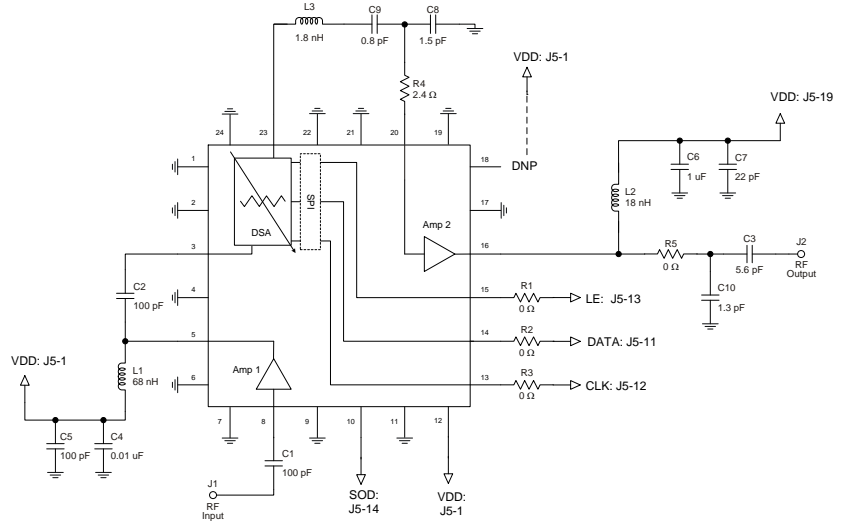 L3
1.8 nH
C9
0.8 pF
C8
1.5 pF
R4
2.4 Ω
VDD: J5-1
VDD: J5-19
24
23
22
21
20
19
1
18
DNP
C6
1 uF
C7
22 pF
SPI
L2
18 nH
2
17
DSA
Amp 2
3
16
R5
0 Ω
C3
5.6 pF
J2
RF
Output
C2
100 pF
4
15
R1
0 Ω
LE: J5-13
C10
1.3 pF
5
14
R2
0 Ω
DATA: J5-11
VDD: J5-1
L1
68 nH
Amp 1
6
13
R3
0 Ω
CLK: J5-12
7
8
9
10
11
12
C5
100 pF
C4
0.01 uF
C1
100 pF
J1
RF
Input
SOD:
J5-14
VDD:
J5-1